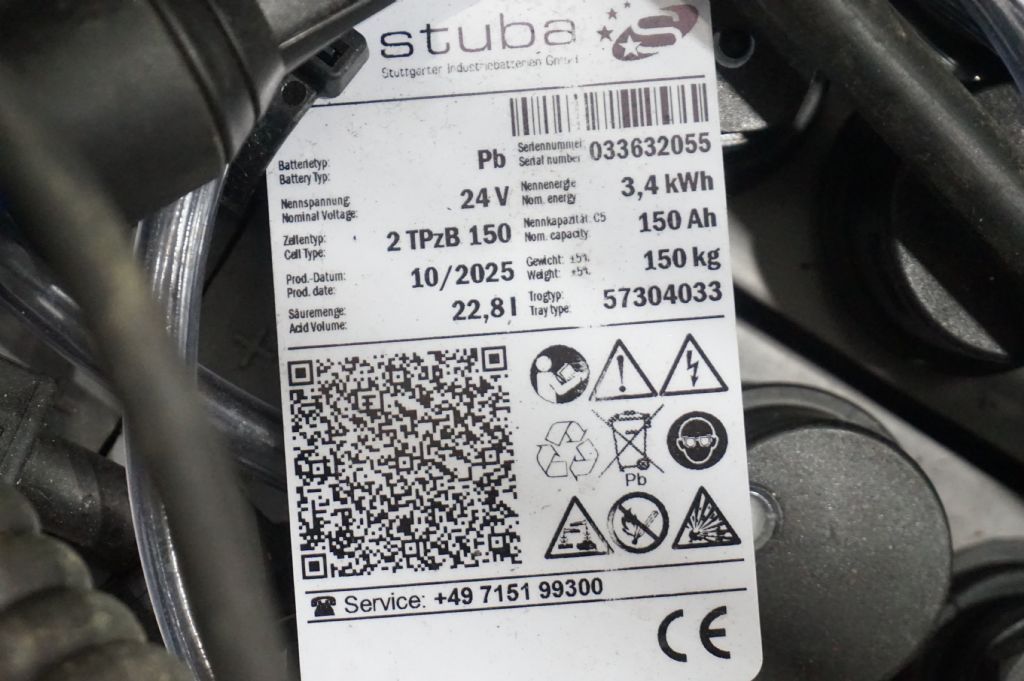 stuba
Stuttgarter Industriebatterien GmbH
Batterietyp: Pb Seriennummer 033632055
Battery Typ: Serial number
Nennspannung 24 V Nennenergie 3,4 kWh
Nominal Voltage: Nom. energy
Zellentyp: 2 TPzB 150 Nennkapazität C5 150 Ah
Cell Type: Nom. capacity
Prod.-Datum: 10/2025 Gewicht: ±5% 150 kg
Prod. date: Weight: ±5%
Säuremenge: 22,8 l Trogtyp: 57304033
Acid Volume: Tray type:
Pb
Service: +49 7151 99300
CE